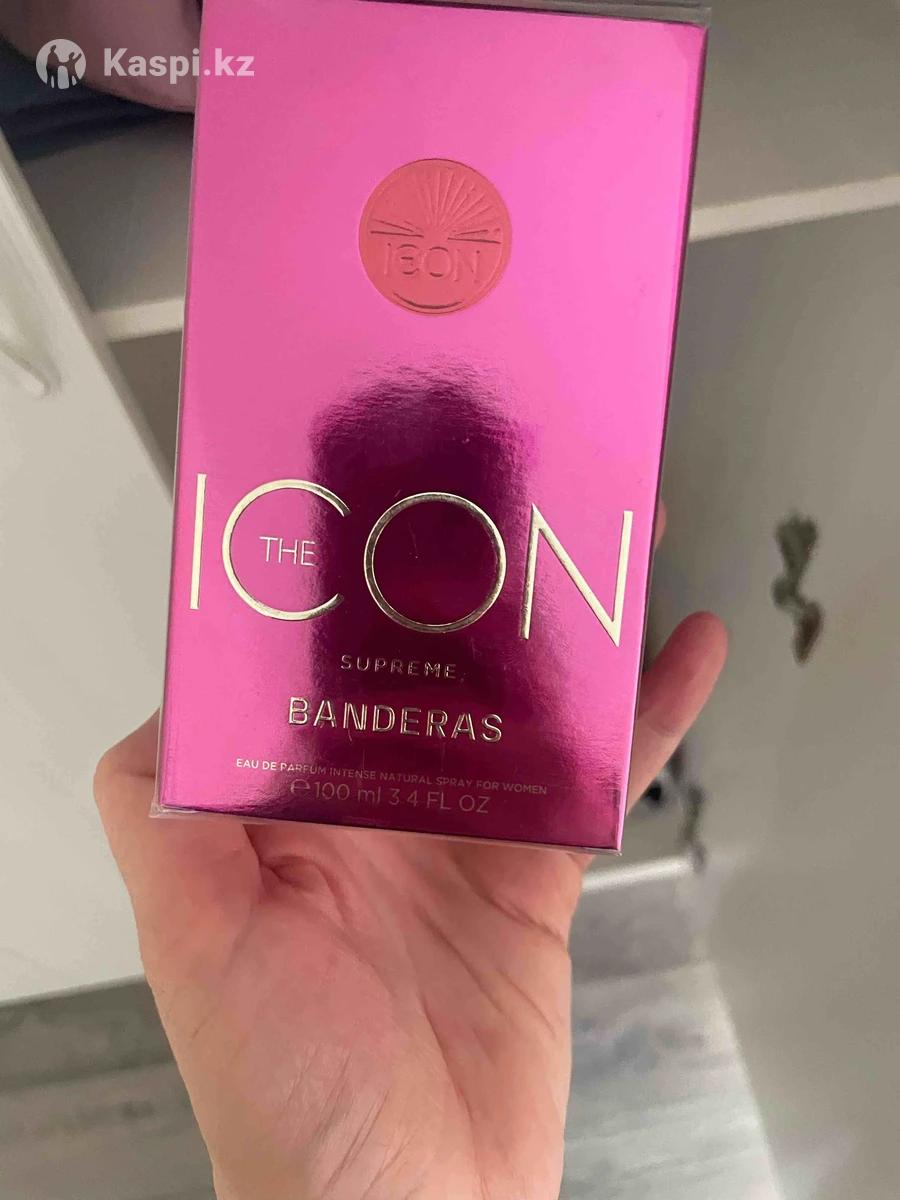 Kaspi.kz
ICON
ICON
THE
SUPREME
BANDERAS
EAU DE PARFUM INTENSE NATURAL SPRAY FOR WOMEN
℮100 ml 3.4 FL OZ